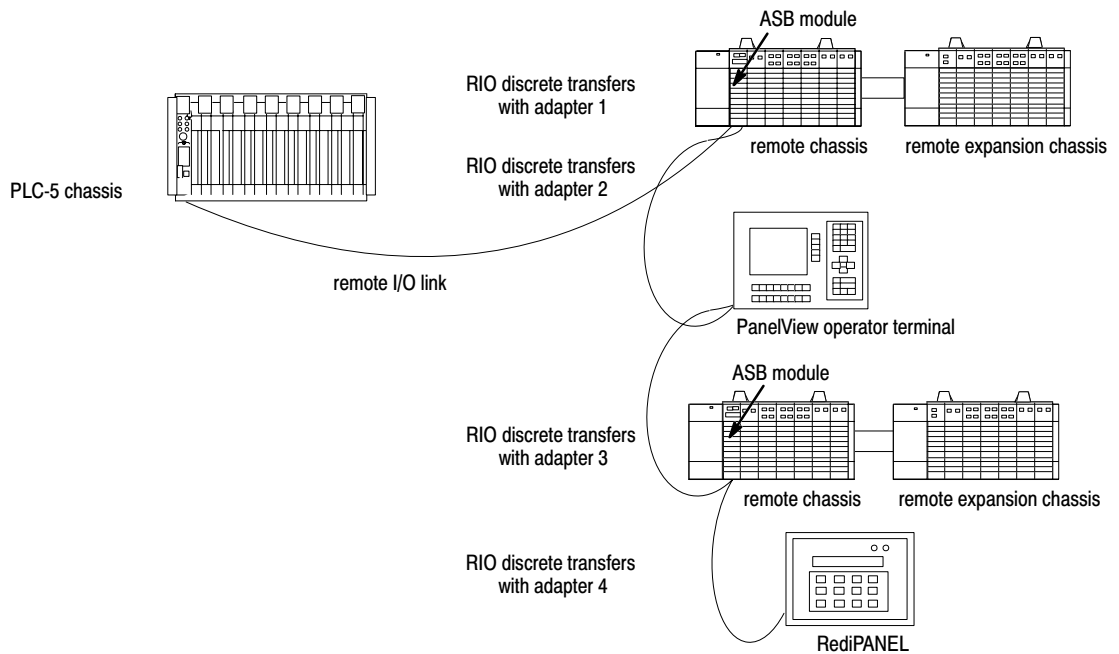 ASB module
RIO discrete transfers
with adapter 1
remote chassis
remote expansion chassis
RIO discrete transfers
with adapter 2
PLC-5 chassis
remote I/O link
PanelView operator terminal
ASB module
RIO discrete transfers
with adapter 3
remote chassis
remote expansion chassis
RIO discrete transfers
with adapter 4
RediPANEL